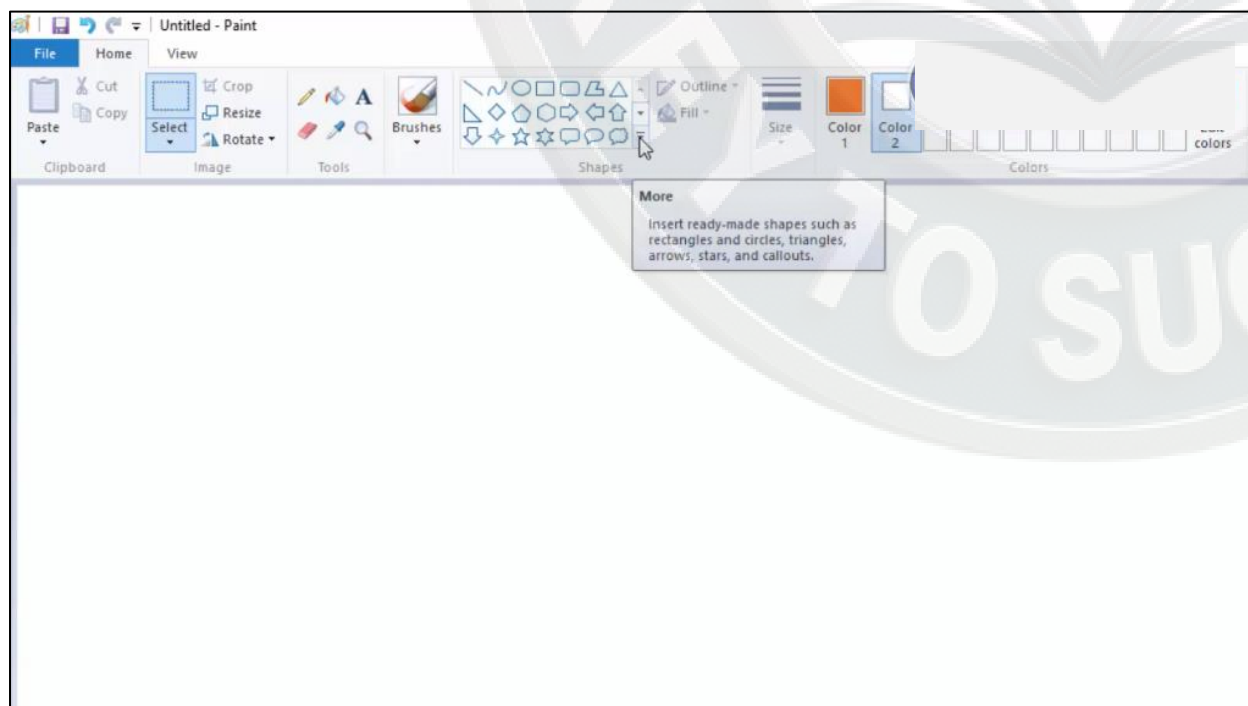 Untitled - Paint
File Home View
Cut
Copy
Paste
Clipboard
Select
Crop
Resize
Rotate
Image
A
Tools
Brushes
Outline
Fill
Shapes
Size
Color 1
Color 2
colors
Colors
More
Insert ready-made shapes such as
rectangles and circles, triangles,
arrows, stars, and callouts.
TO SU